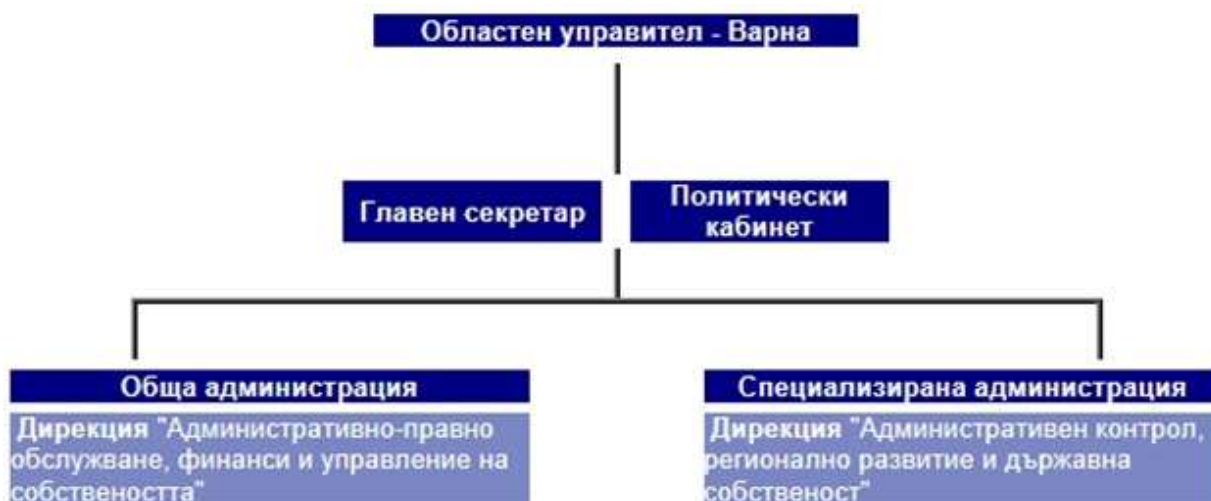 Областен управител - Варна
Главен секретар
Политически
кабинет
Обща администрация
Дирекция "Административно-правно
обслужване, финанси и управление на
собствеността"
Специализирана администрация
Дирекция "Административен контрол,
регионално развитие и държавна
собственост"